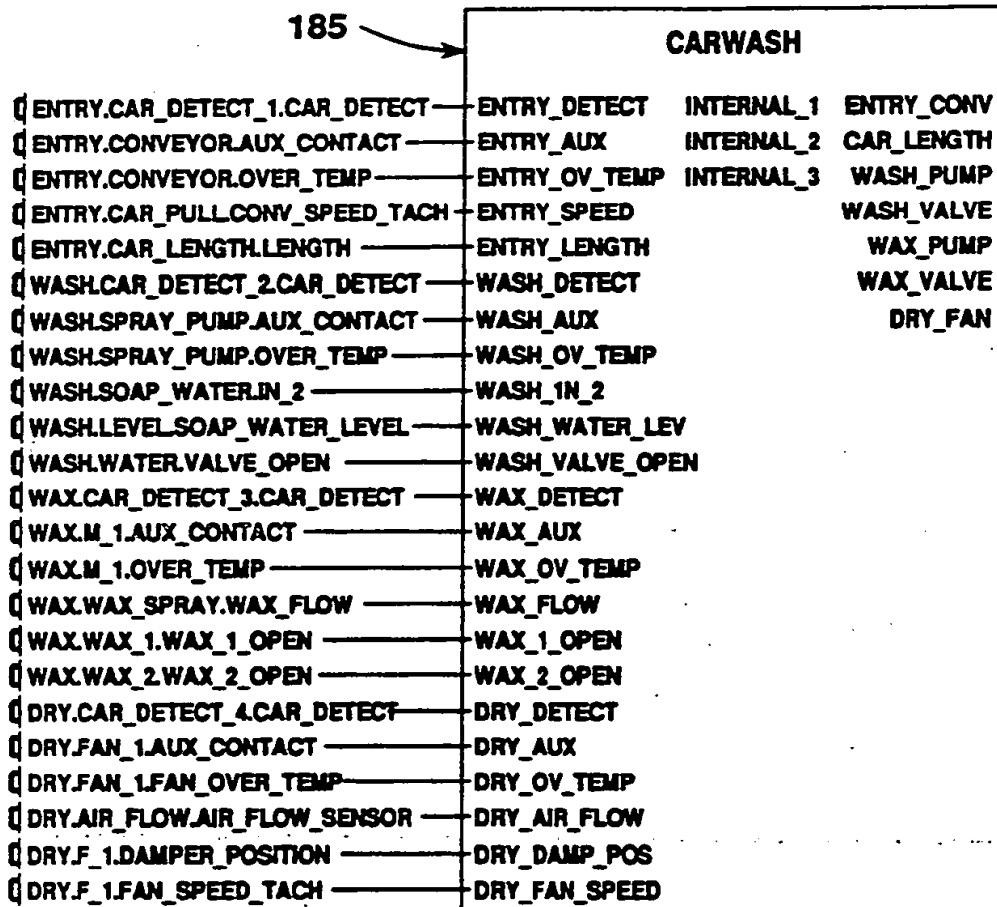 185
CARWASH
ENTRY.CAR_DETECT_1.CAR_DETECT ENTRY_DETECT INTERNAL_1 ENTRY_CONV
ENTRY.CONVEYOR.AUX_CONTACT ENTRY_AUX INTERNAL_2 CAR_LENGTH
ENTRY.CONVEYOR.OVER_TEMP ENTRY_OV_TEMP INTERNAL_3 WASH_PUMP
ENTRY.CAR_PULL.CONV_SPEED_TACH ENTRY_SPEED WASH_VALVE
ENTRY.CAR_LENGTH.LENGTH ENTRY_LENGTH WAX_PUMP
WASH.CAR_DETECT_2.CAR_DETECT WASH_DETECT WAX_VALVE
WASH.SPRAY_PUMP.AUX_CONTACT WASH_AUX DRY_FAN
WASH.SPRAY_PUMP.OVER_TEMP WASH_OV_TEMP
WASH.SOAP_WATER.IN_2 WASH_1N_2
WASH.LEVEL.SOAP_WATER_LEVEL WASH_WATER_LEV
WASH.WATER.VALVE_OPEN WASH_VALVE_OPEN
WAX.CAR_DETECT_3.CAR_DETECT WAX_DETECT
WAX.M_1.AUX_CONTACT WAX_AUX
WAX.M_1.OVER_TEMP WAX_OV_TEMP
WAX.WAX_SPRAY.WAX_FLOW WAX_FLOW
WAX.WAX_1.WAX_1_OPEN WAX_1_OPEN
WAX.WAX_2.WAX_2_OPEN WAX_2_OPEN
DRY.CAR_DETECT_4.CAR_DETECT DRY_DETECT
DRY.FAN_1.AUX_CONTACT DRY_AUX
DRY.FAN_1.FAN_OVER_TEMP DRY_OV_TEMP
DRY.AIR_FLOW.AIR_FLOW_SENSOR DRY_AIR_FLOW
DRY.F_1.DAMPER_POSITION DRY_DAMP_POS
DRY.F_1.FAN_SPEED_TACH DRY_FAN_SPEED